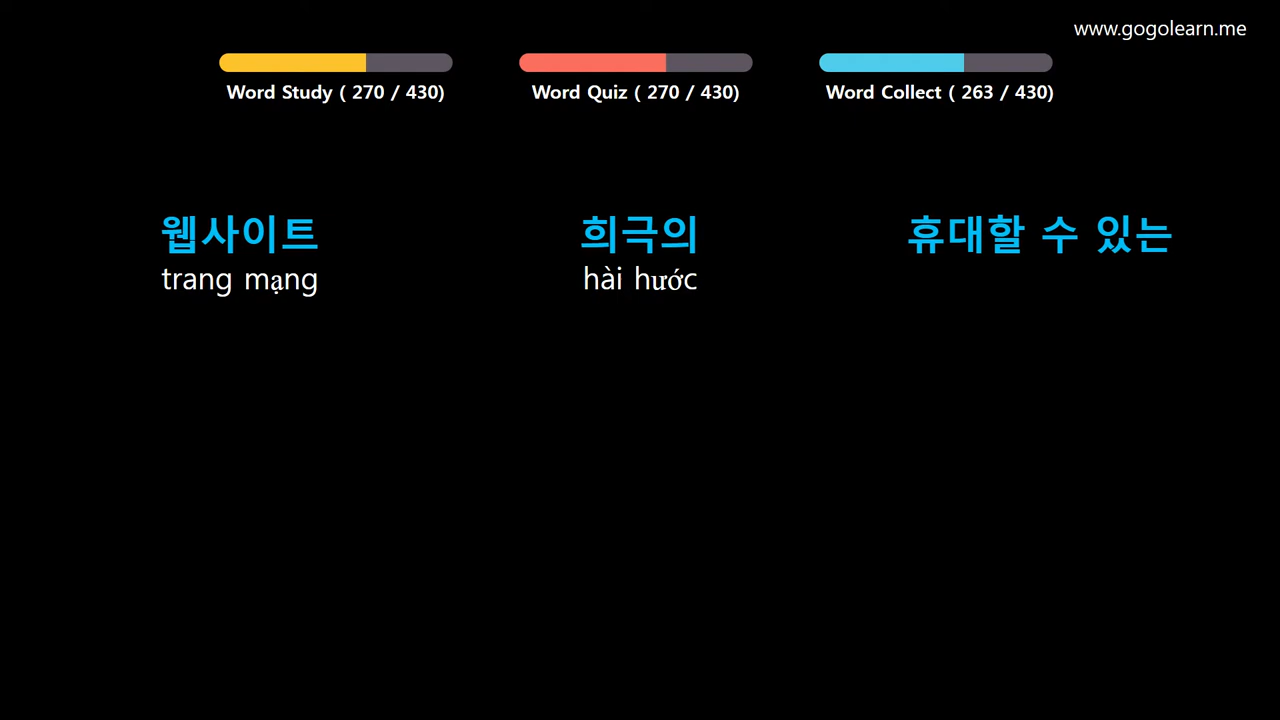 www.gogolearn.me
Word Study ( 270 / 430)
Word Quiz ( 270 / 430)
Word Collect ( 263 / 430)
웹사이트
trang mạng
희극의
hài hước
휴대할 수 있는